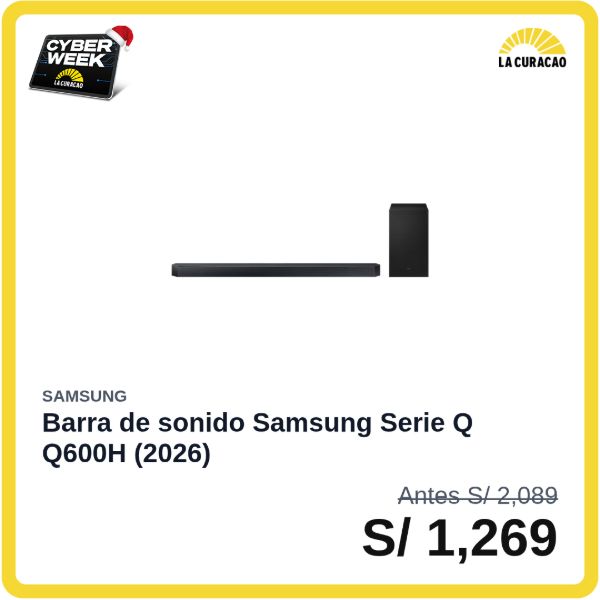 CYBER
WEEK
LA CURACAO
LA CURACAO
SAMSUNG
Barra de sonido Samsung Serie Q
Q600H (2026)
Antes S/ 2,089
S/ 1,269